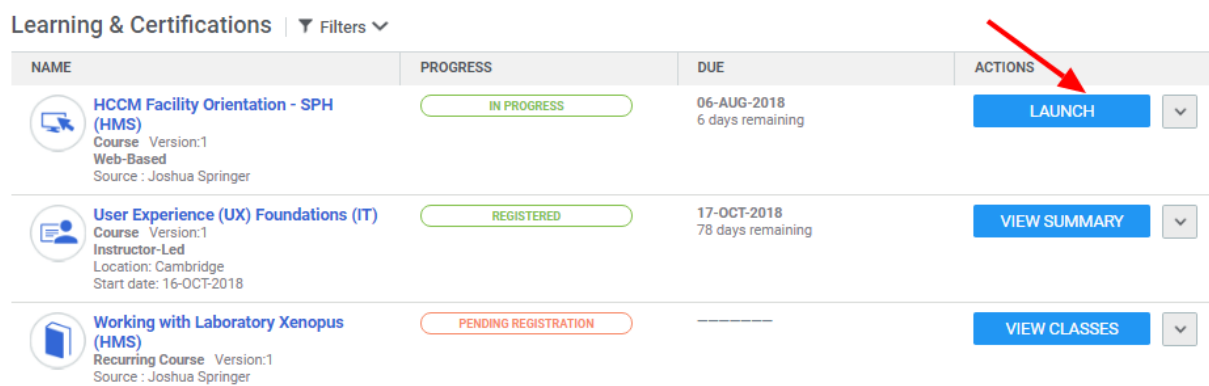 Learning & Certifications | Filters
NAME PROGRESS DUE ACTIONS
HCCM Facility Orientation - SPH
(HMS)
Course Version:1
Web-Based
Source : Joshua Springer
IN PROGRESS
06-AUG-2018
6 days remaining
LAUNCH
User Experience (UX) Foundations (IT)
Course Version:1
Instructor-Led
Location: Cambridge
Start date: 16-OCT-2018
REGISTERED
17-OCT-2018
78 days remaining
VIEW SUMMARY
Working with Laboratory Xenopus
(HMS)
Recurring Course Version:1
Source : Joshua Springer
PENDING REGISTRATION
–––––––
VIEW CLASSES